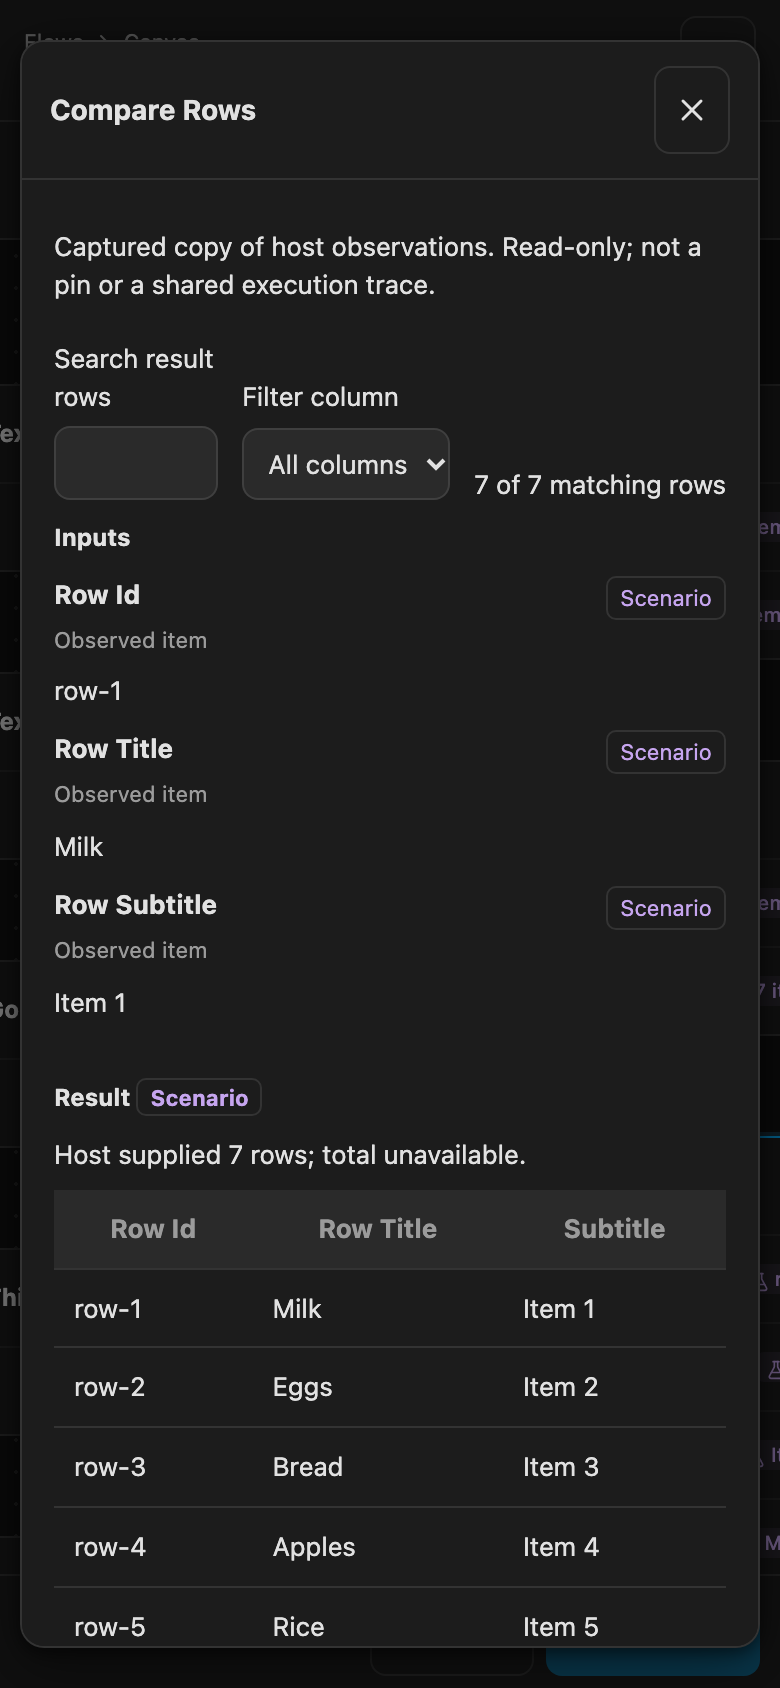 Compare Rows
Captured copy of host observations. Read-only; not a
pin or a shared execution trace.
Search result
rows
Filter column
All columns
7 of 7 matching rows
Inputs
Row Id
Scenario
Observed item
row-1
Row Title
Scenario
Observed item
Milk
Row Subtitle
Scenario
Observed item
Item 1
Result Scenario
Host supplied 7 rows; total unavailable.
Row Id Row Title Subtitle
row-1 Milk Item 1
row-2 Eggs Item 2
row-3 Bread Item 3
row-4 Apples Item 4
row-5 Rice Item 5